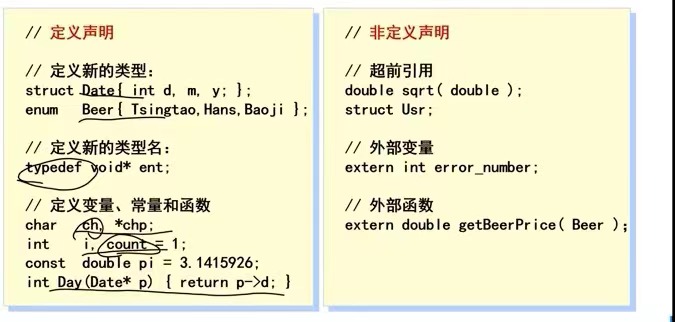 // 定义声明
// 定义新的类型:
struct Date{ int d, m, y; };
enum Beer{ Tsingtao,Hans,Baoji };
// 定义新的类型名:
typedef void* ent;
// 定义变量、常量和函数
char ch, *chp;
int i, count = 1;
const double pi = 3.1415926;
int Day(Date* p) { return p->d; }
// 非定义声明
// 超前引用
double sqrt( double );
struct Usr;
// 外部变量
extern int error_number;
// 外部函数
extern double getBeerPrice( Beer );